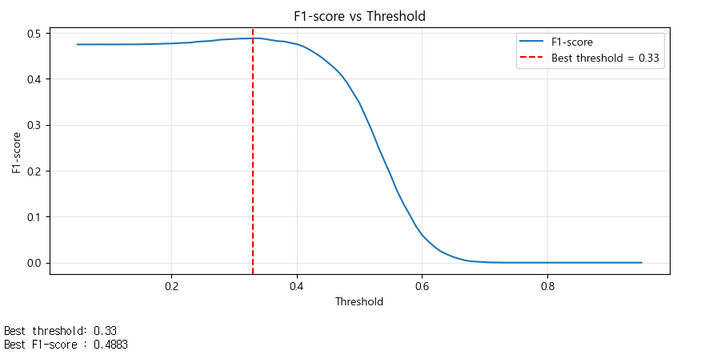 F1-score vs Threshold
F1-score
Best threshold = 0.33
0.5
0.4
0.3
0.2
0.1
0.0
F1-score
0.2
0.4
0.6
0.8
Threshold
Best threshold: 0.33
Best F1-score : 0.4883